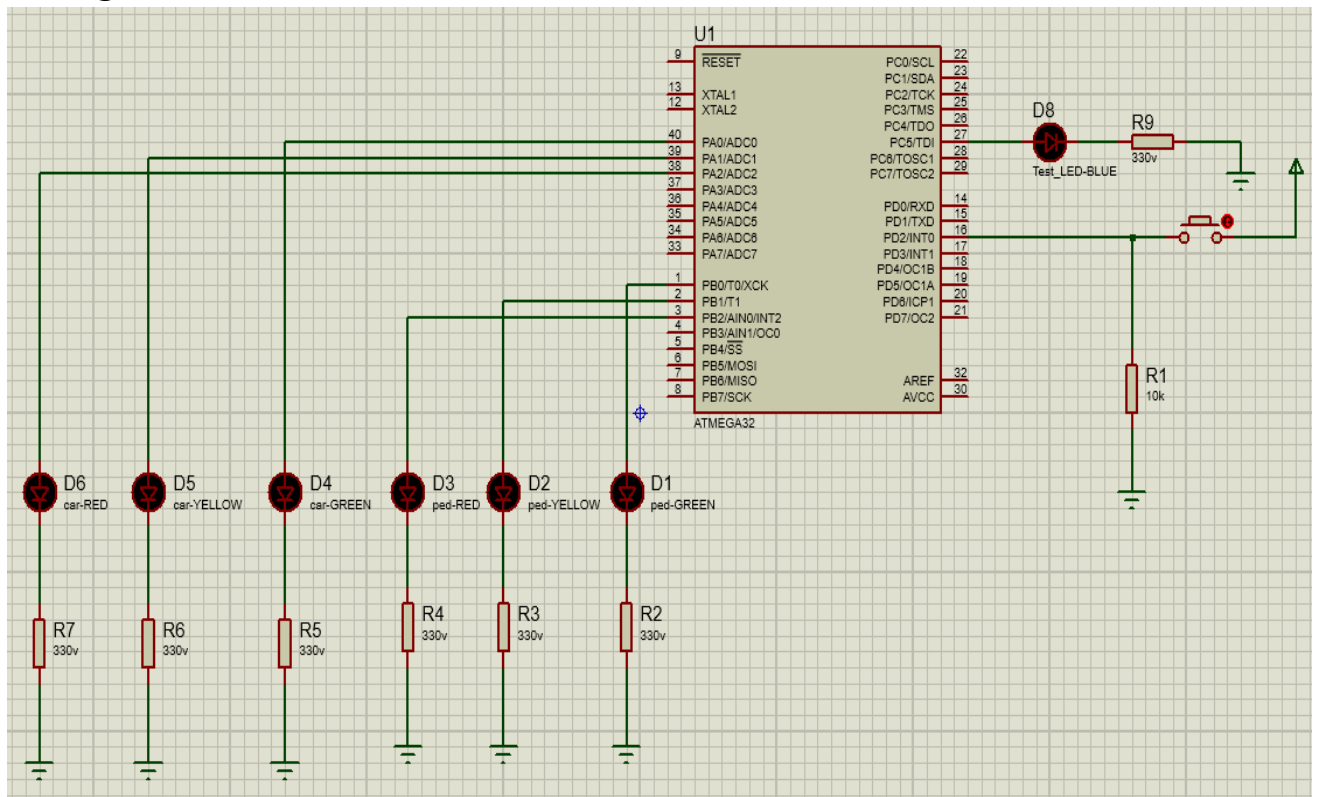 U1
9
RESET
13
XTAL1
12
XTAL2
40
PA0/ADC0
39
PA1/ADC1
38
PA2/ADC2
37
PA3/ADC3
36
PA4/ADC4
35
PA5/ADC5
34
PA6/ADC6
33
PA7/ADC7
1
PB0/T0/XCK
2
PB1/T1
3
PB2/AIN0/INT2
4
PB3/AIN1/OC0
5
PB4/SS
6
PB5/MOSI
7
PB6/MISO
8
PB7/SCK
22
PC0/SCL
23
PC1/SDA
24
PC2/TCK
25
PC3/TMS
26
PC4/TDO
27
PC5/TDI
28
PC6/TOSC1
29
PC7/TOSC2
14
PD0/RXD
15
PD1/TXD
16
PD2/INT0
17
PD3/INT1
18
PD4/OC1B
19
PD5/OC1A
20
PD6/ICP1
21
PD7/OC2
32
AREF
30
AVCC
ATMEGA32
D8
Test_LED-BLUE
R9
330v
R1
10k
D6
car-RED
D5
car-YELLOW
D4
car-GREEN
D3
ped-RED
D2
ped-YELLOW
D1
ped-GREEN
R7
330v
R6
330v
R5
330v
R4
330v
R3
330v
R2
330v